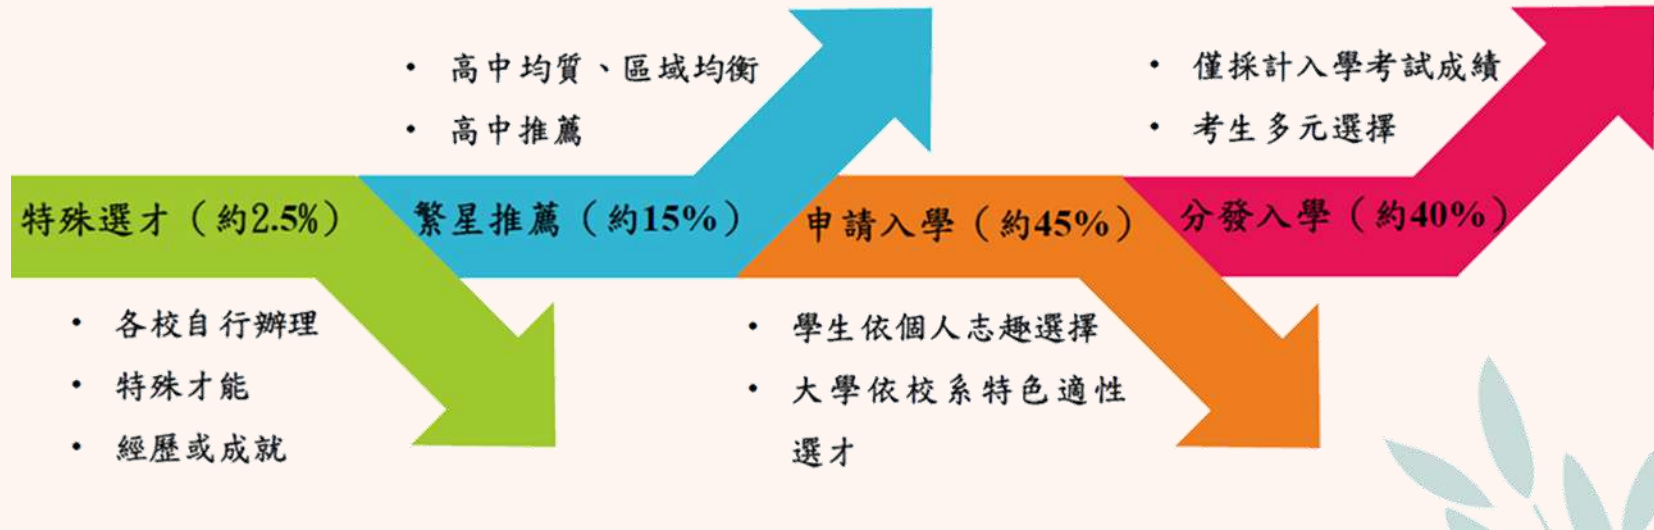 • 高中均質、區域均衡
• 高中推薦
• 僅採計入學考試成績
• 考生多元選擇
特殊選才（約2.5%）
繁星推薦（約15%）
申請入學（約45%）
分發入學（約40%）
• 各校自行辦理
• 特殊才能
• 經歷或成就
• 學生依個人志趣選擇
• 大學依校系特色適性
選才